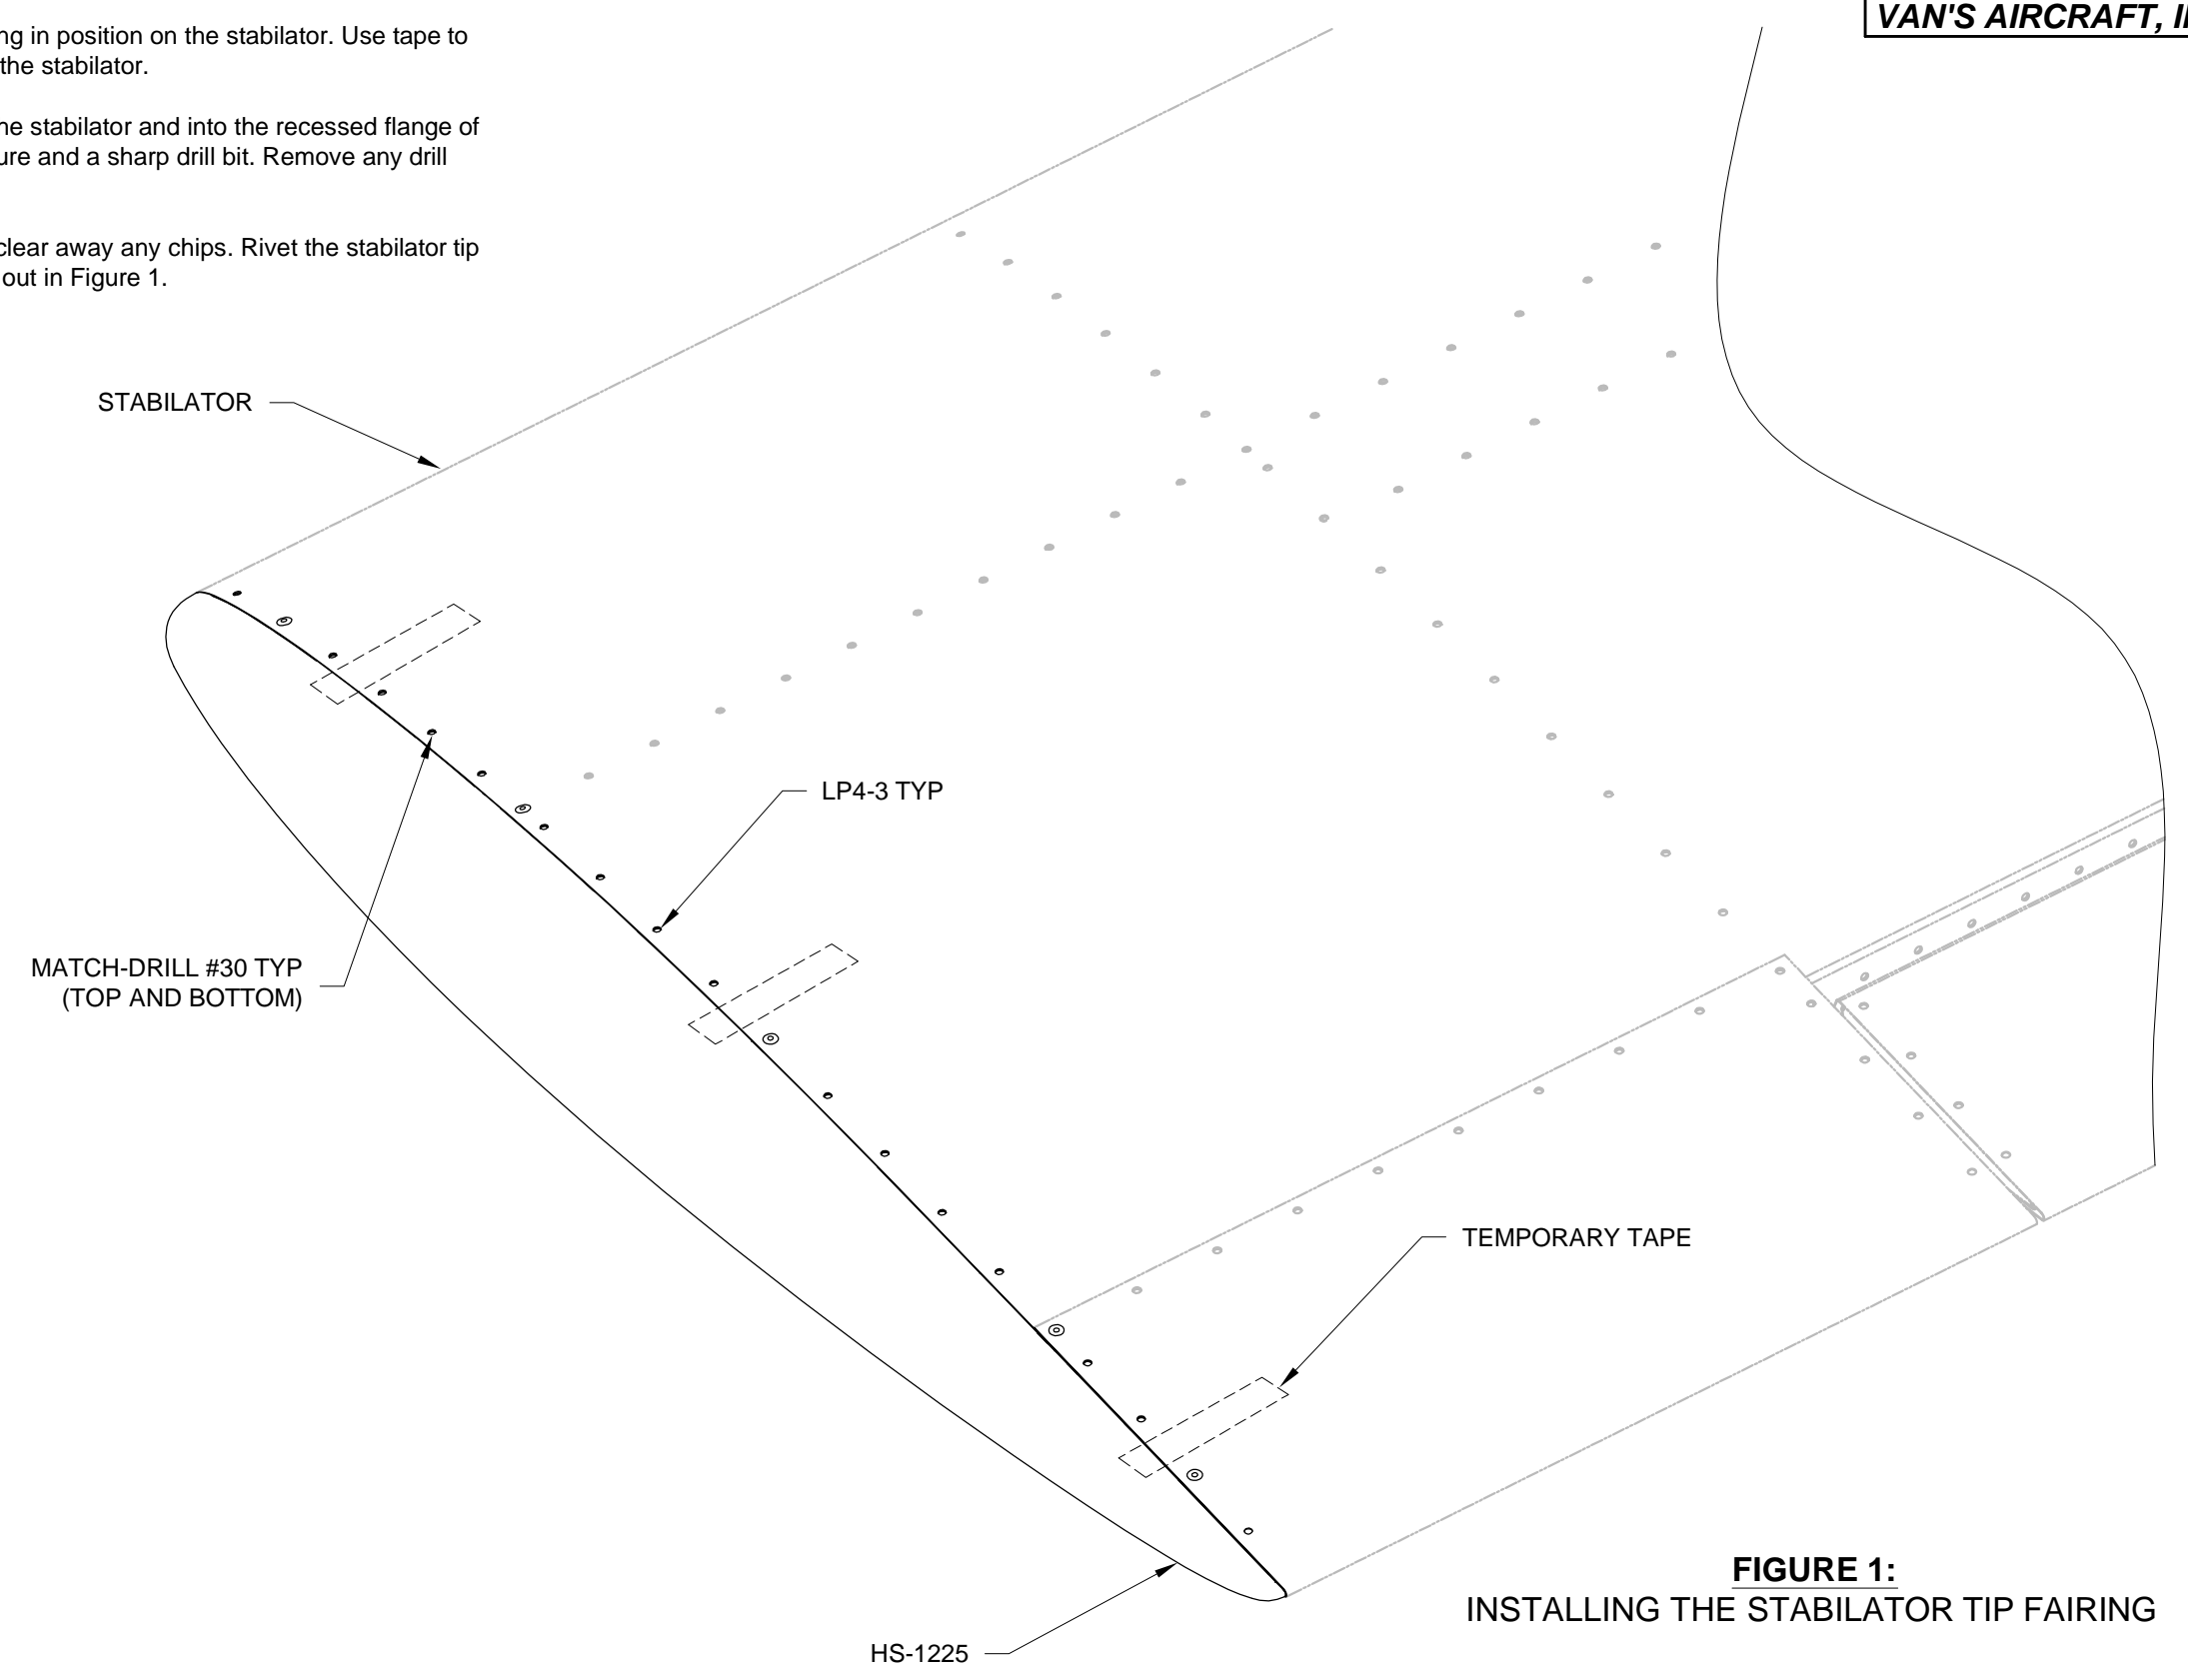 VAN'S AIRCRAFT,
in position on the stabilator. Use tape to
the stabilator.
stabilator and into the recessed flange of
and a sharp drill bit. Remove any drill
clear away any chips. Rivet the stabilator tip
out in Figure 1.
STABILATOR
LP4-3 TYP
MATCH-DRILL #30 TYP
(TOP AND BOTTOM)
TEMPORARY TAPE
HS-1225
FIGURE 1:
INSTALLING THE STABILATOR TIP FAIRING